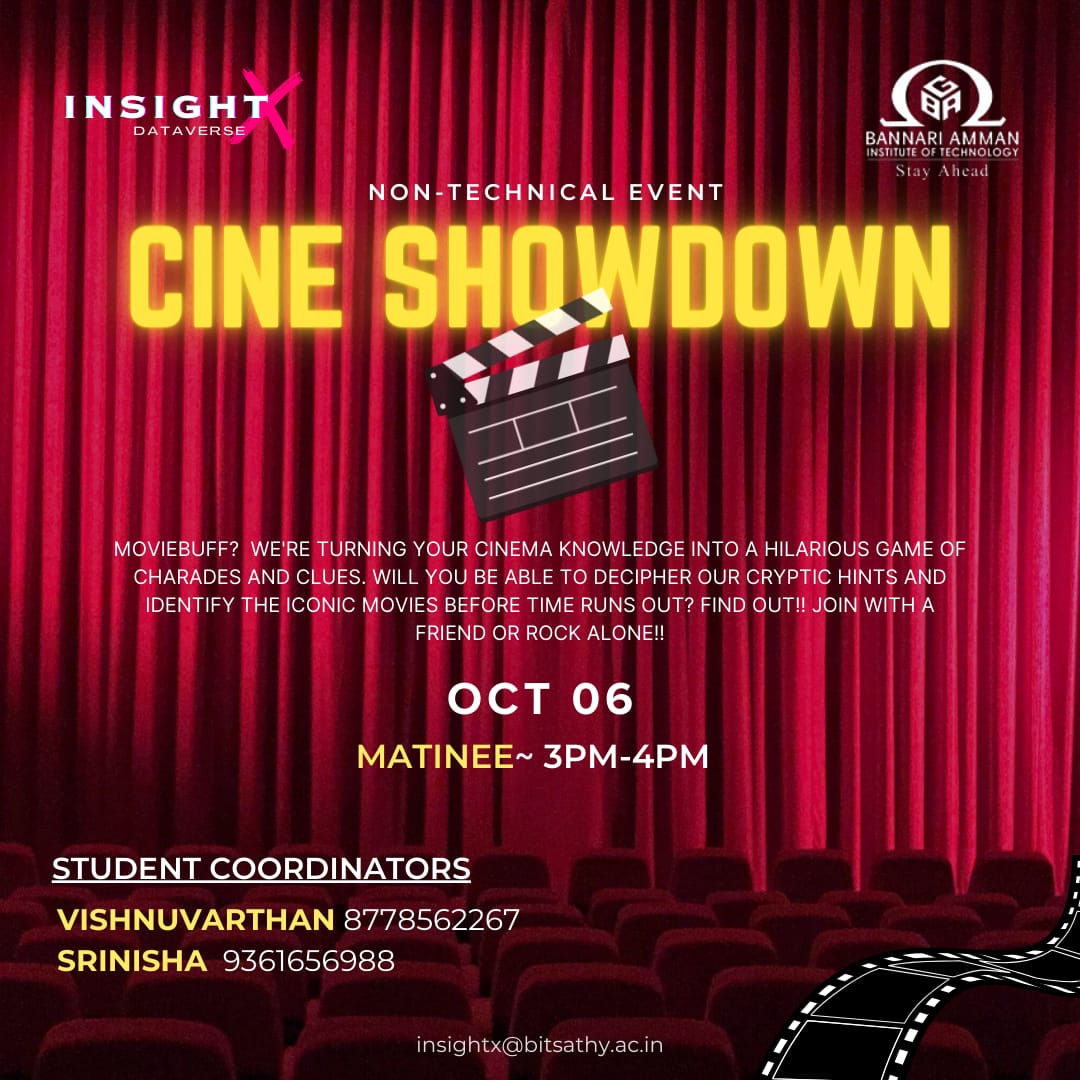 INSIGHTX
DATAVERSE
GBA
BANNARI AMMAN
INSTITUTE OF TECHNOLOGY
Stay Ahead
NON-TECHNICAL EVENT
CINE SHOWDOWN
MOVIEBUFF? WE'RE TURNING YOUR CINEMA KNOWLEDGE INTO A HILARIOUS GAME OF
CHARADES AND CLUES. WILL YOU BE ABLE TO DECIPHER OUR CRYPTIC HINTS AND
IDENTIFY THE ICONIC MOVIES BEFORE TIME RUNS OUT? FIND OUT!! JOIN WITH A
FRIEND OR ROCK ALONE!!
OCT 06
MATINEE~ 3PM-4PM
STUDENT COORDINATORS
VISHNUVARTHAN 8778562267
SRINISHA 9361656988
insightx@bitsathy.ac.in